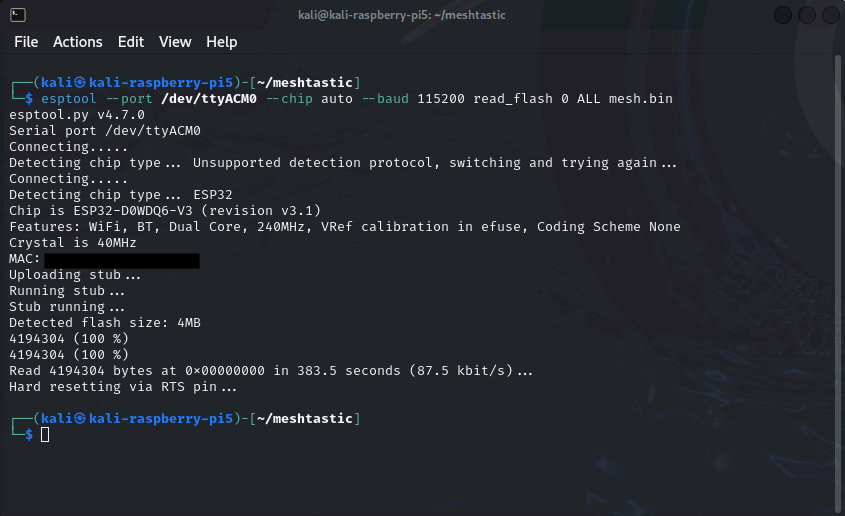 kali@kali-raspberry-pi5: ~/meshtastic
File Actions Edit View Help
┌──(kali㉿kali-raspberry-pi5)-[~/meshtastic]
└─$ esptool --port /dev/ttyACM0 --chip auto --baud 115200 read_flash 0 ALL mesh.bin
esptool.py v4.7.0
Serial port /dev/ttyACM0
Connecting.....
Detecting chip type... Unsupported detection protocol, switching and trying again...
Connecting.....
Detecting chip type... ESP32
Chip is ESP32-D0WDQ6-V3 (revision v3.1)
Features: WiFi, BT, Dual Core, 240MHz, VRef calibration in efuse, Coding Scheme None
Crystal is 40MHz
MAC:
Uploading stub...
Running stub...
Stub running...
Detected flash size: 4MB
4194304 (100 %)
4194304 (100 %)
Read 4194304 bytes at 0x00000000 in 383.5 seconds (87.5 kbit/s)...
Hard resetting via RTS pin...
┌──(kali㉿kali-raspberry-pi5)-[~/meshtastic]
└─$